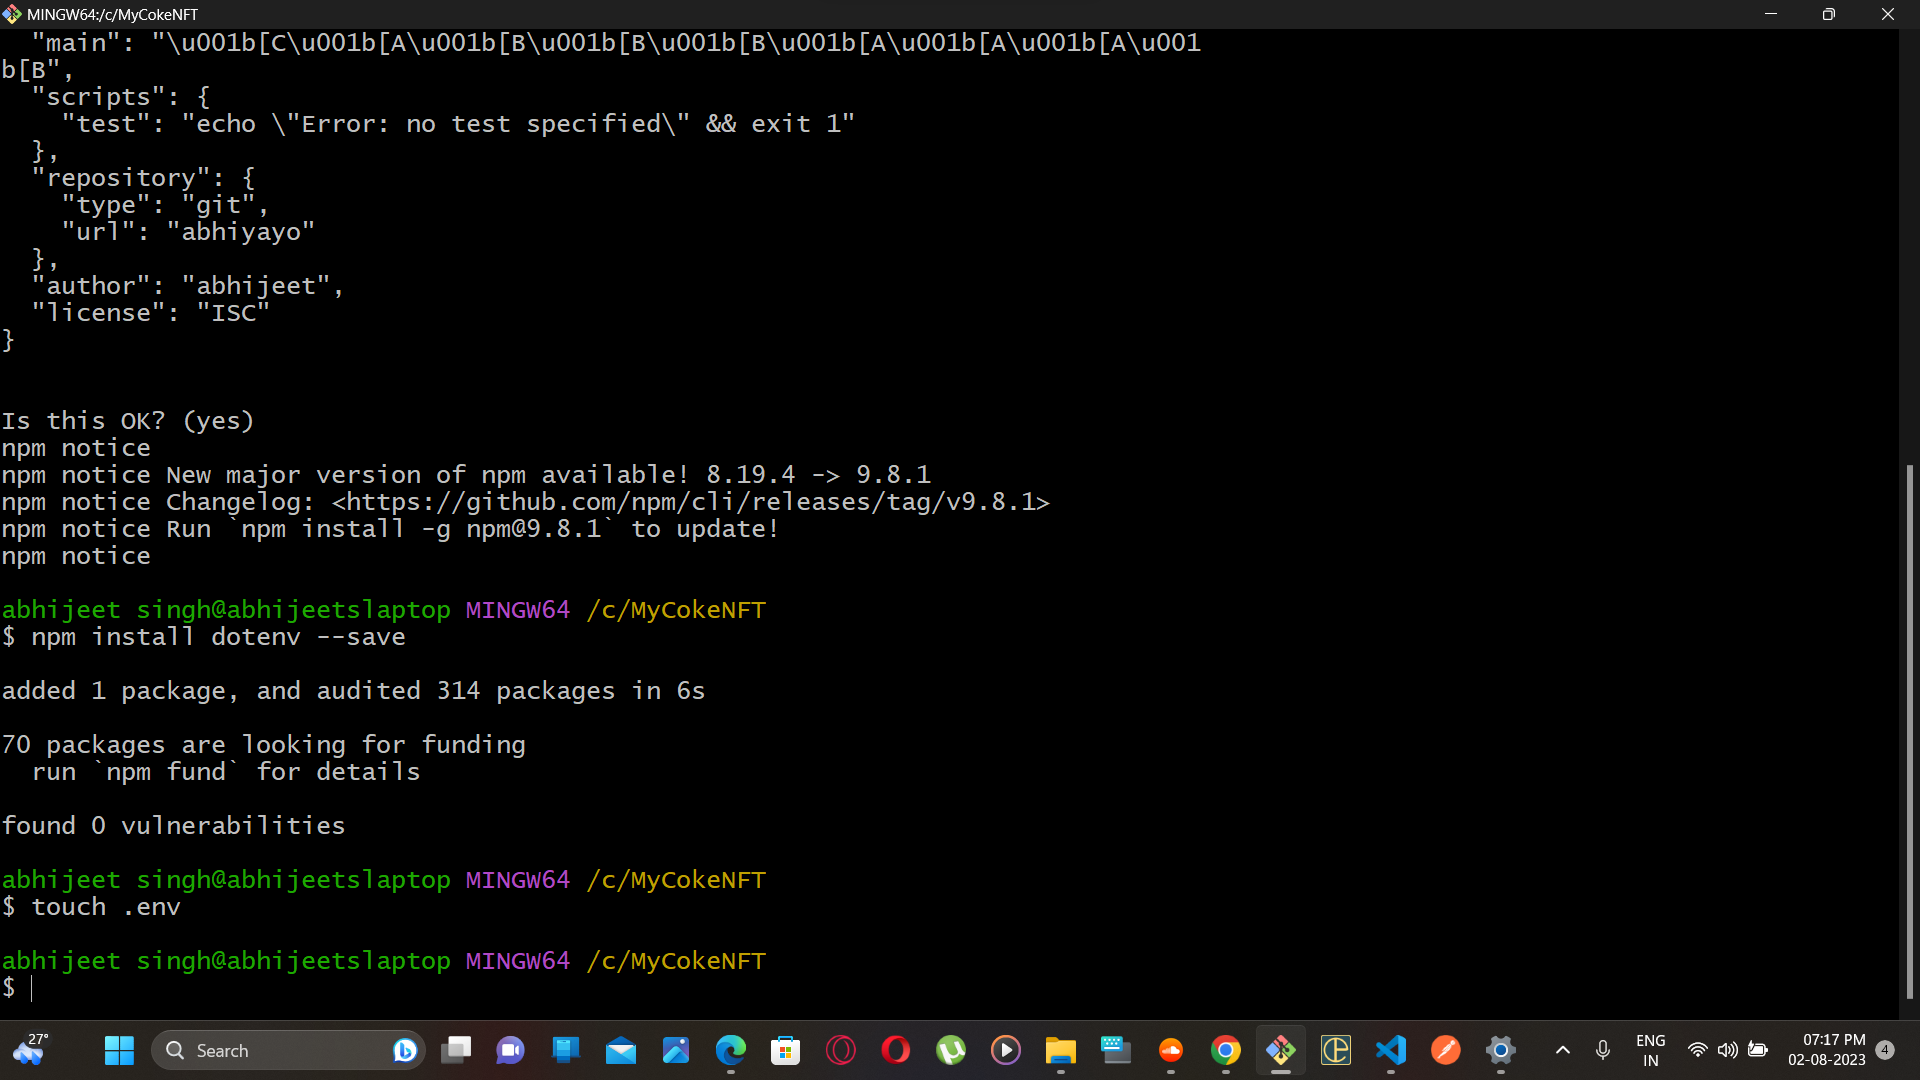 MINGW64:/c/MyCokeNFT
"main": "\u001b[C\u001b[A\u001b[B\u001b[B\u001b[B\u001b[A\u001b[A\u001b[A\u001
b[B",
"scripts": {
"test": "echo \"Error: no test specified\" && exit 1"
},
"repository": {
"type": "git",
"url": "abhiyayo"
},
"author": "abhijeet",
"license": "ISC"
}
Is this OK? (yes)
npm notice
npm notice New major version of npm available! 8.19.4 -> 9.8.1
npm notice Changelog: <https://github.com/npm/cli/releases/tag/v9.8.1>
npm notice Run `npm install -g npm@9.8.1` to update!
npm notice
abhijeet singh@abhijeetslaptop MINGW64 /c/MyCokeNFT
$ npm install dotenv --save
added 1 package, and audited 314 packages in 6s
70 packages are looking for funding
run `npm fund` for details
found 0 vulnerabilities
abhijeet singh@abhijeetslaptop MINGW64 /c/MyCokeNFT
$ touch .env
abhijeet singh@abhijeetslaptop MINGW64 /c/MyCokeNFT
$
27°
Search
ENG
IN
07:17 PM
02-08-2023
4